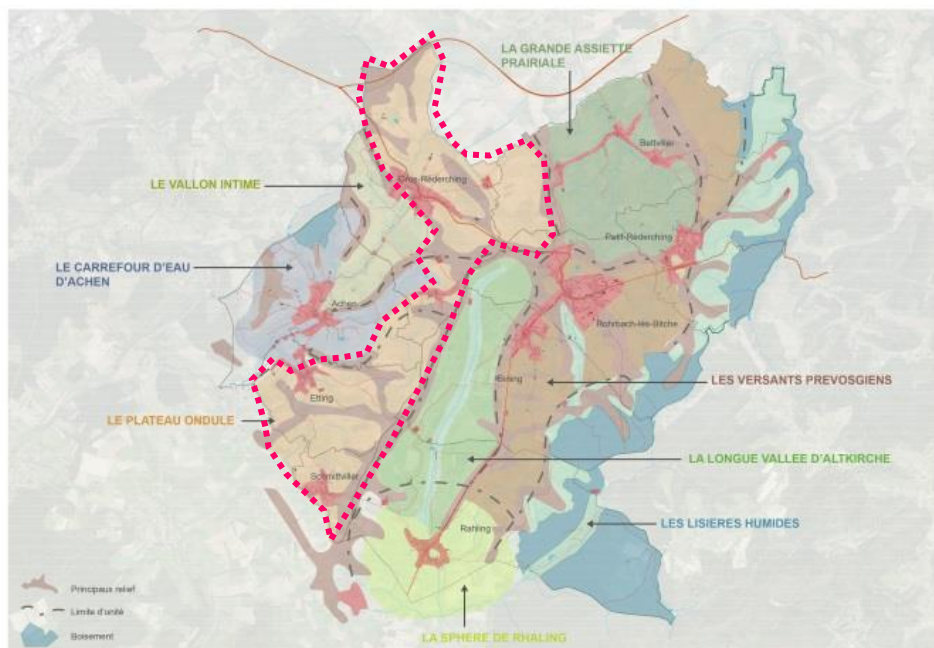 LA GRANDE ASSIETTE
PRAIRIALE
Bettviller
Gros-Réderching
LE VALLON INTIME
Petit-Réderching
LE CARREFOUR D'EAU
D'ACHEN
Achen
Rohrbach-lès-Bitche
Bining
LES VERSANTS PREVOSGIENS
Etting
LE PLATEAU ONDULE
LA LONGUE VALLEE D'ALTKIRCHE
Schmittviller
LES LISIERES HUMIDES
Rahling
Principaux relief
Limite d'unité
Boisement
LA SPHERE DE RHALING